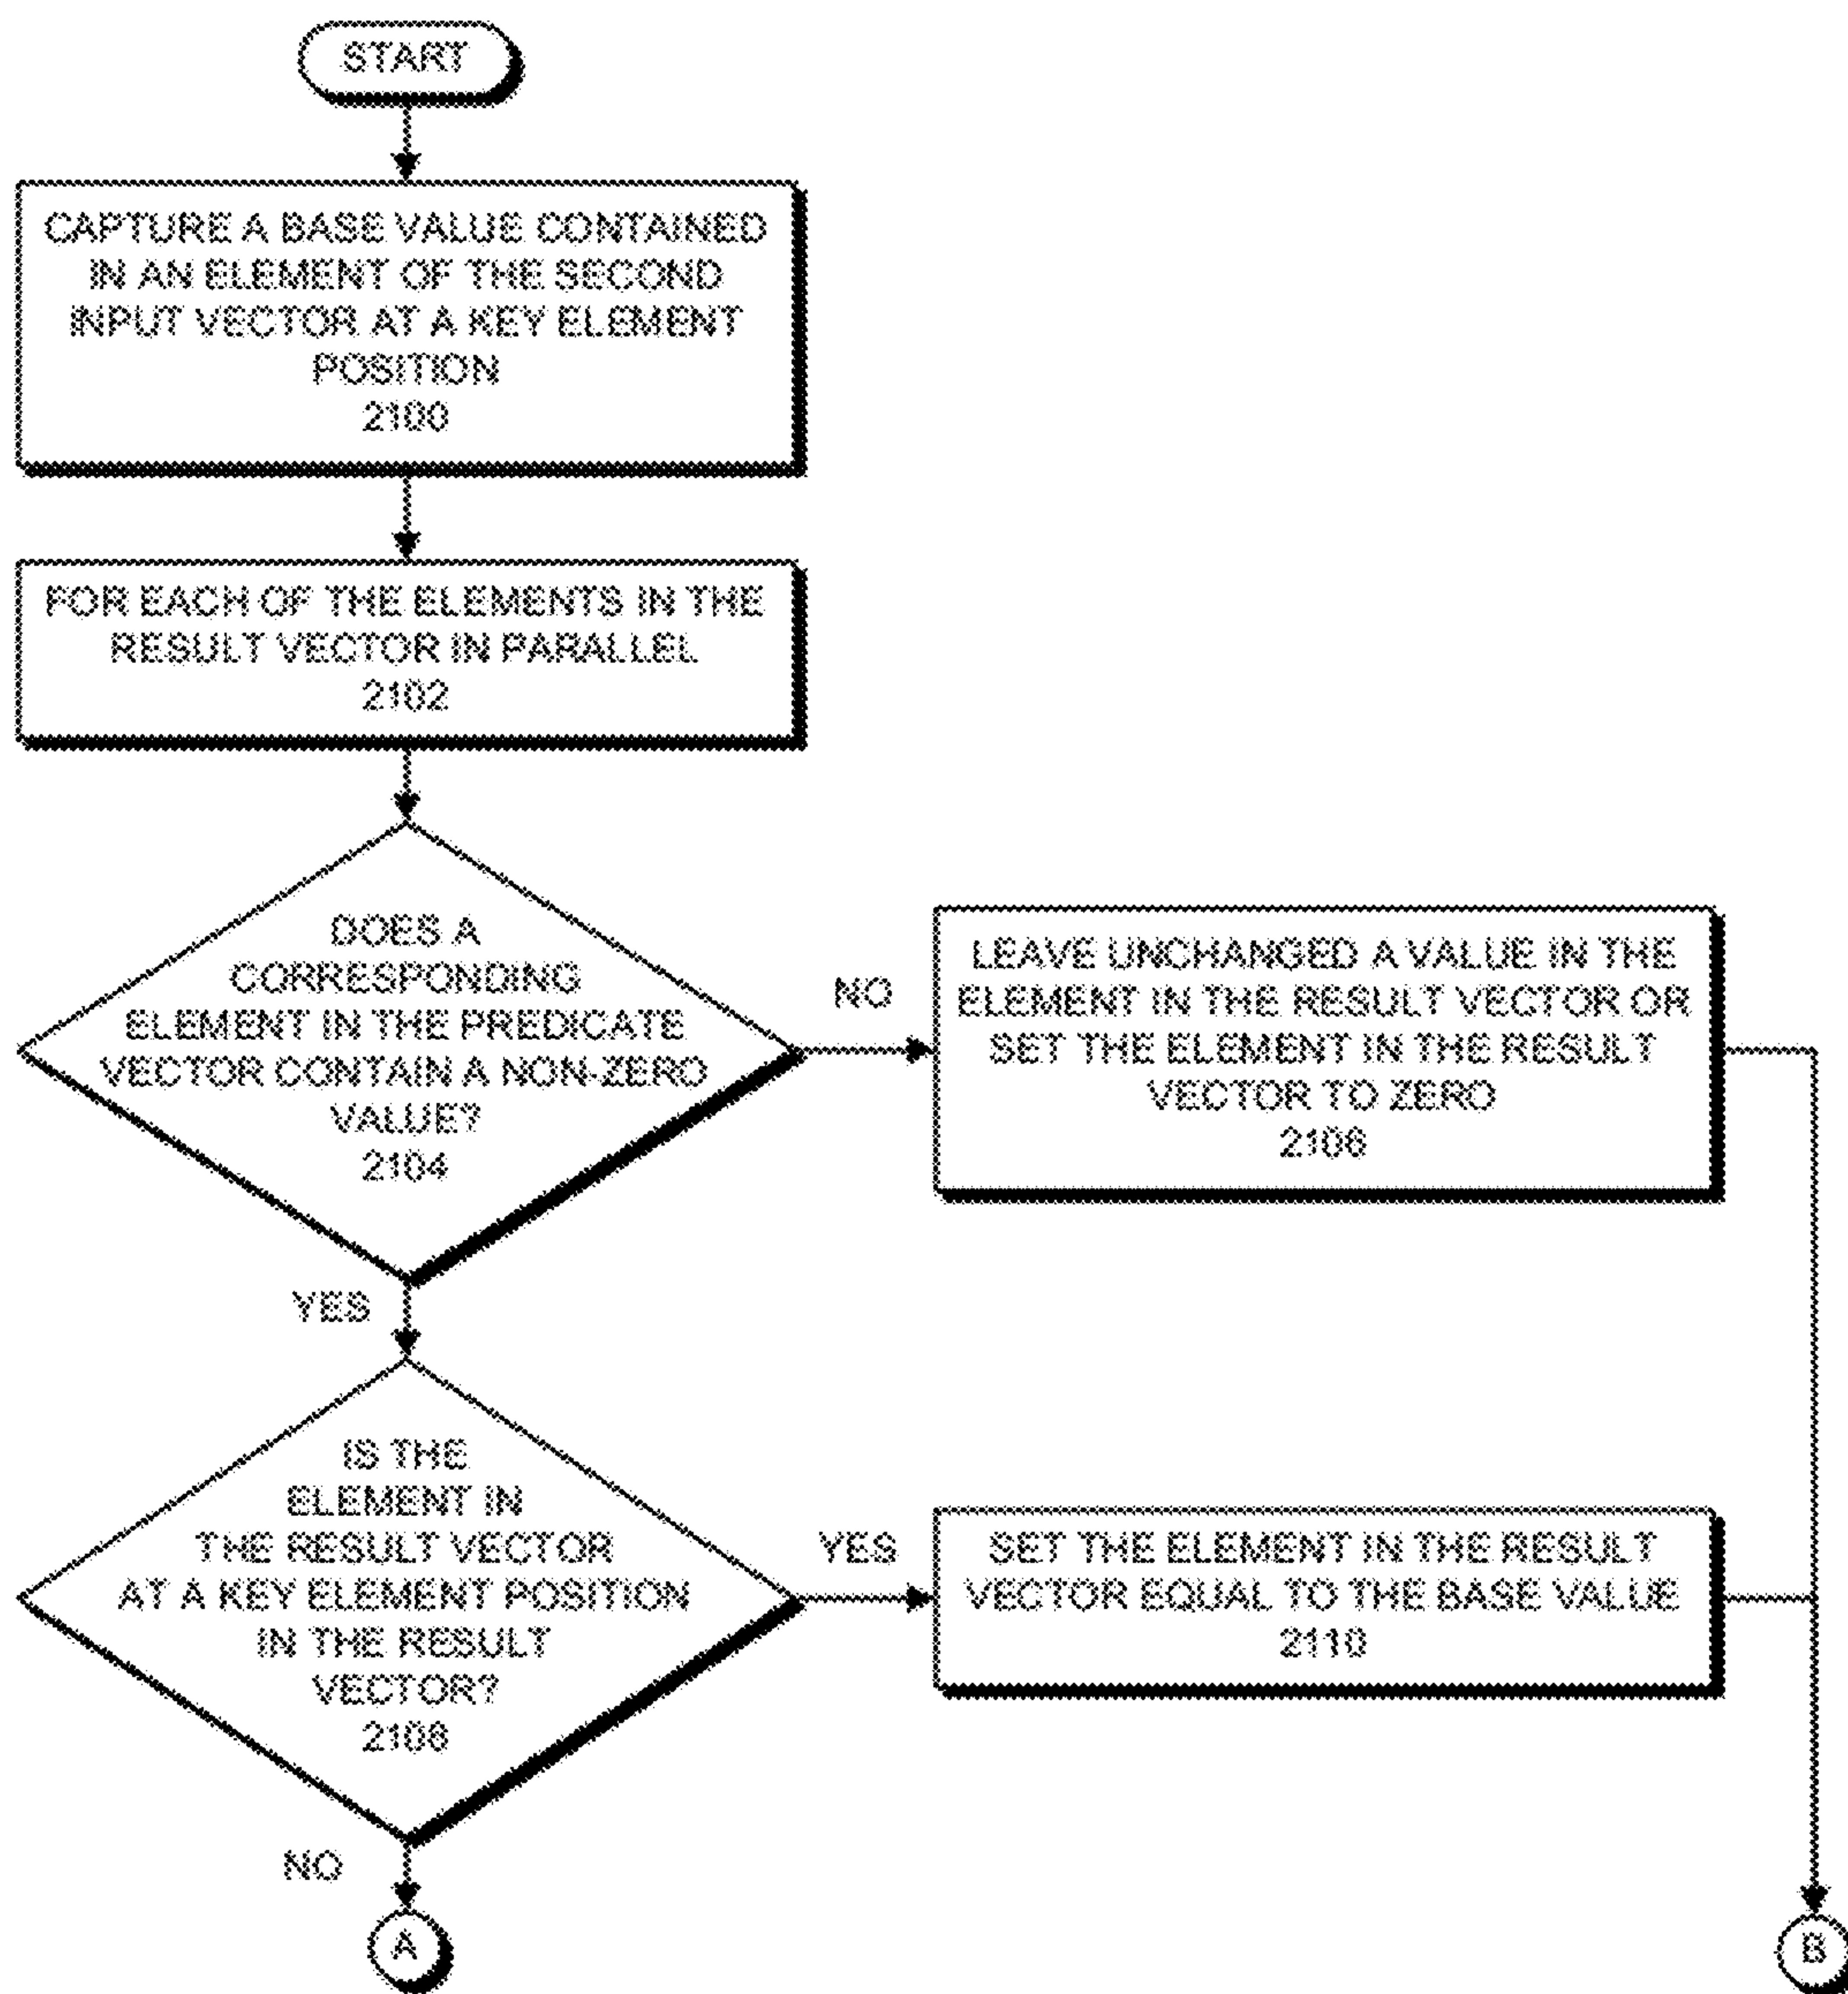 START
CAPTURE A BASE VALUE CONTAINED
IN AN ELEMENT OF THE SECOND
INPUT VECTOR AT A KEY ELEMENT
POSITION
2100
FOR EACH OF THE ELEMENTS IN THE
RESULT VECTOR IN PARALLEL
2102
DOES A
CORRESPONDING
ELEMENT IN THE PREDICATE
VECTOR CONTAIN A NON-ZERO
VALUE?
2104
NO
LEAVE UNCHANGED A VALUE IN THE
ELEMENT IN THE RESULT VECTOR OR
SET THE ELEMENT IN THE RESULT
VECTOR TO ZERO
2106
YES
IS THE
ELEMENT IN
THE RESULT VECTOR
AT A KEY ELEMENT POSITION
IN THE RESULT
VECTOR?
2108
YES
SET THE ELEMENT IN THE RESULT
VECTOR EQUAL TO THE BASE VALUE
2110
NO
A
B